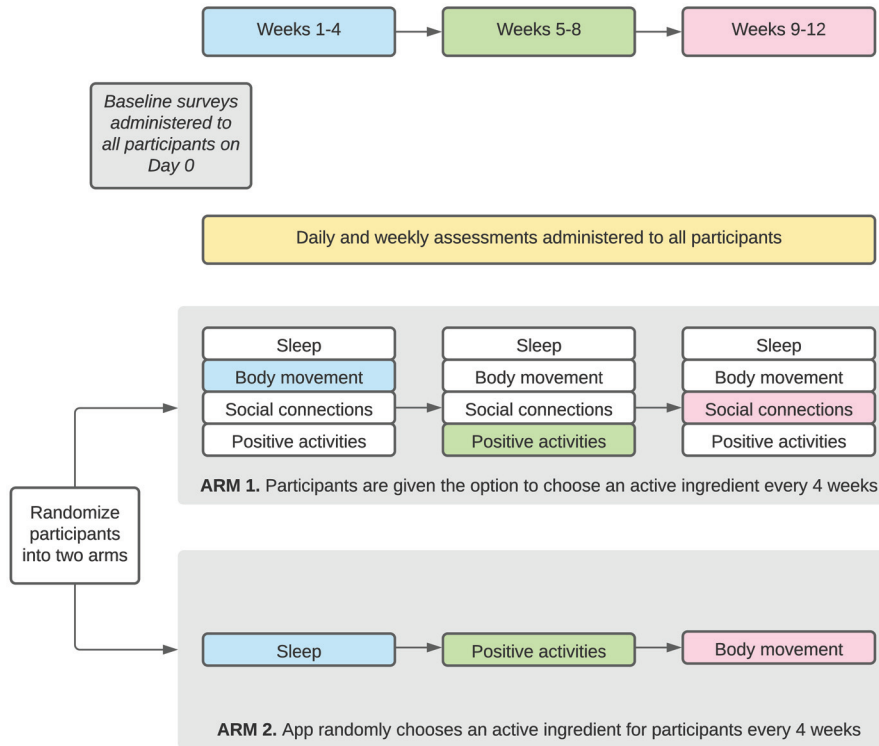 Weeks 1-4
Weeks 5-8
Weeks 9-12
Baseline surveys
administered to
all participants on
Day 0
Daily and weekly assessments administered to all participants
Sleep
Body movement
Social connections
Positive activities
Sleep
Body movement
Social connections
Positive activities
Sleep
Body movement
Social connections
Positive activities
ARM 1. Participants are given the option to choose an active ingredient every 4 weeks
Randomize
participants
into two arms
Sleep
Positive activities
Body movement
ARM 2. App randomly chooses an active ingredient for participants every 4 weeks